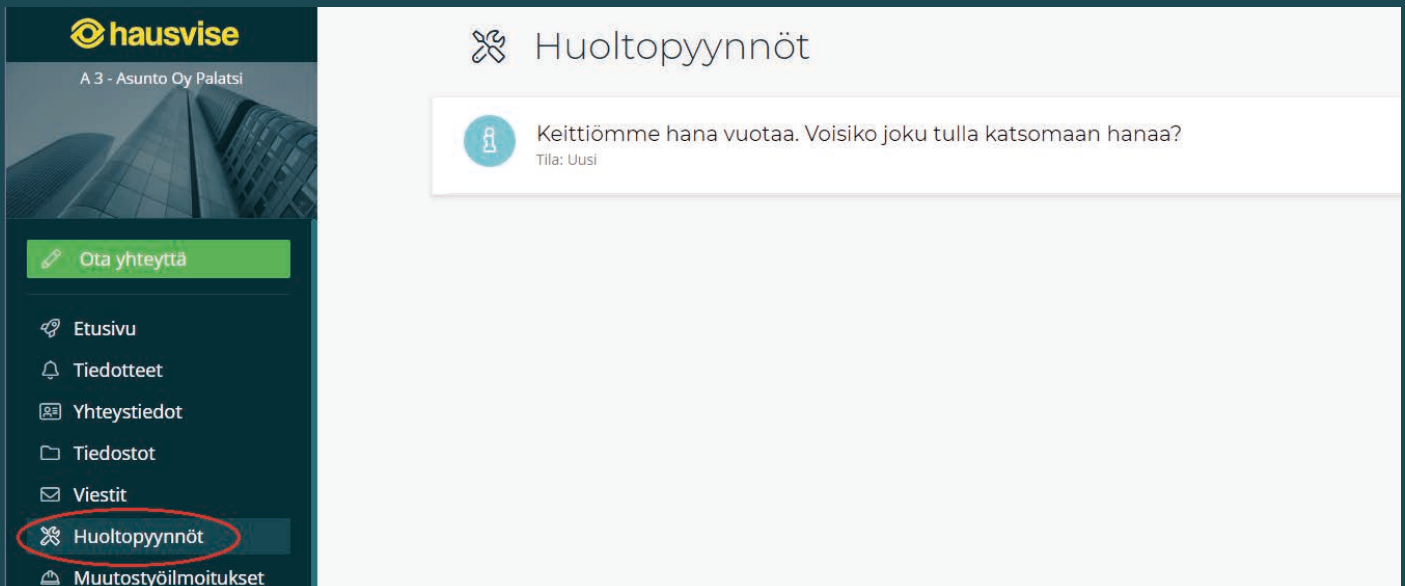 hausvise
A 3 - Asunto Oy Palatsi
Ota yhteyttä
Etusivu
Tiedotteet
Yhteystiedot
Tiedostot
Viestit
Huoltopyynnöt
Muutostyöilmoitukset
Huoltopyynnöt
Keittiömme hana vuotaa. Voisiko joku tulla katsomaan hanaa?
Tila: Uusi